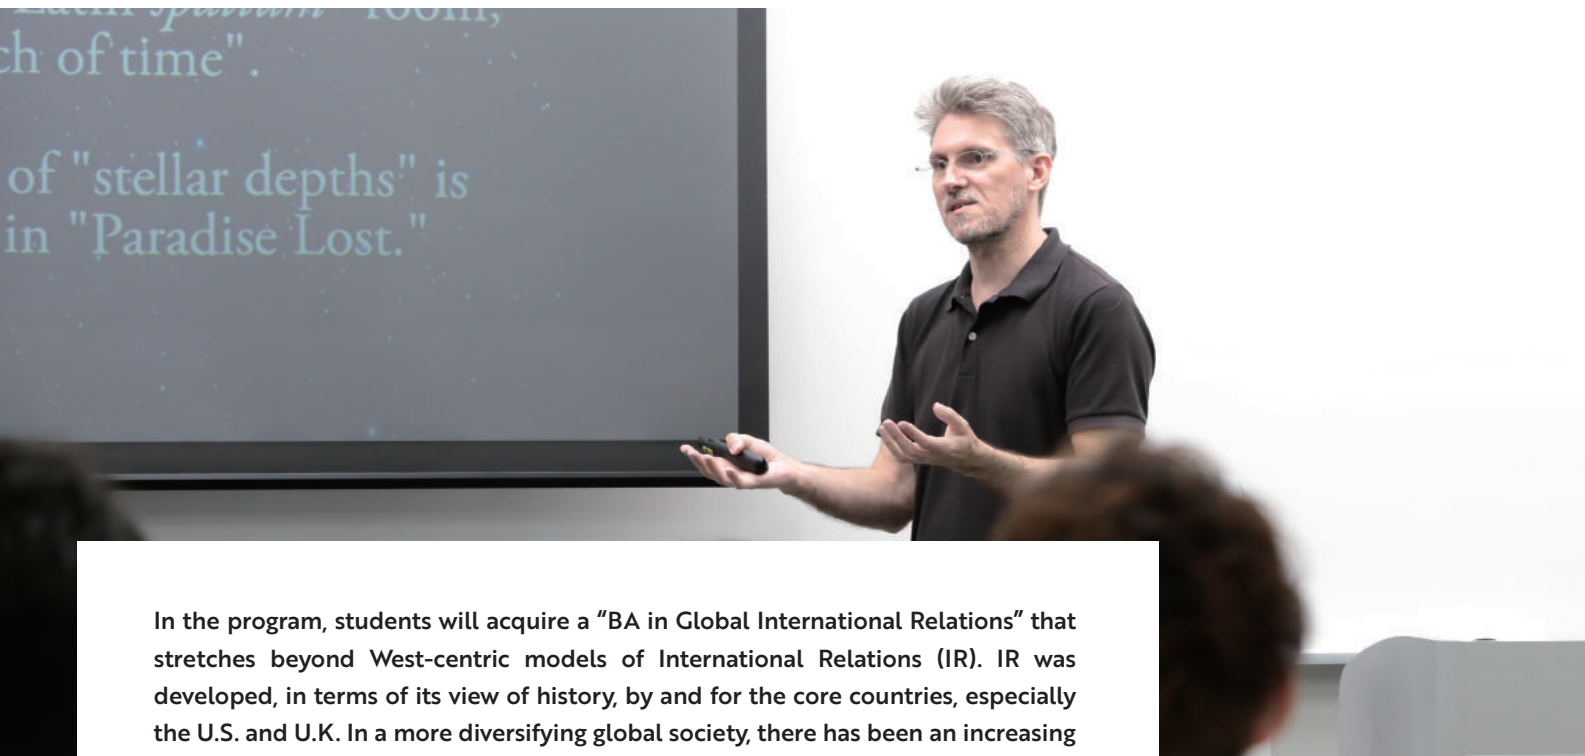 Latin spatium "room,
ch of time".
of "stellar depths" is
in "Paradise Lost."
In the program, students will acquire a “BA in Global International Relations” that
stretches beyond West-centric models of International Relations (IR). IR was
developed, in terms of its view of history, by and for the core countries, especially
the U.S. and U.K. In a more diversifying global society, there has been an increasing